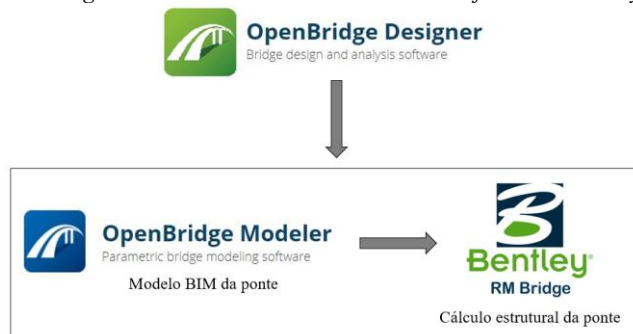 OpenBridge Designer
Bridge design and analysis software
OpenBridge Modeler
Parametric bridge modeling software
Modelo BIM da ponte
B
Bentley®
RM Bridge
Cálculo estrutural da ponte